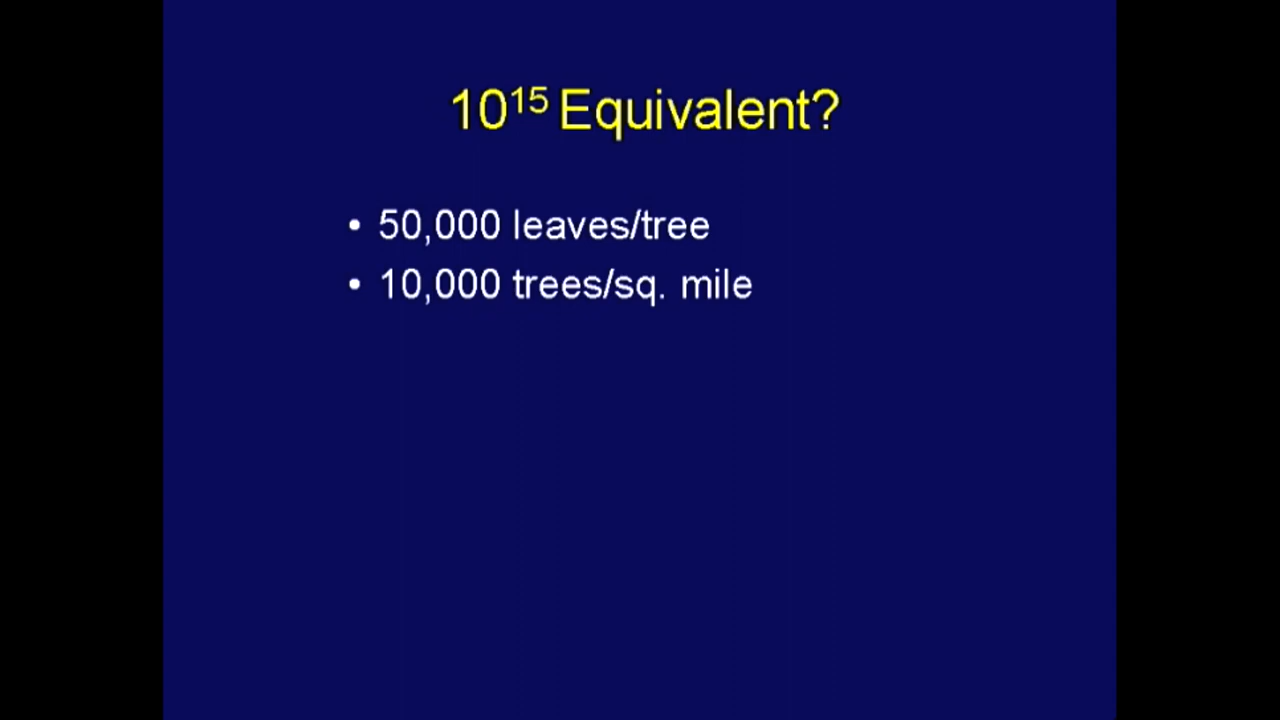 10¹⁵ Equivalent?
• 50,000 leaves/tree
• 10,000 trees/sq. mile